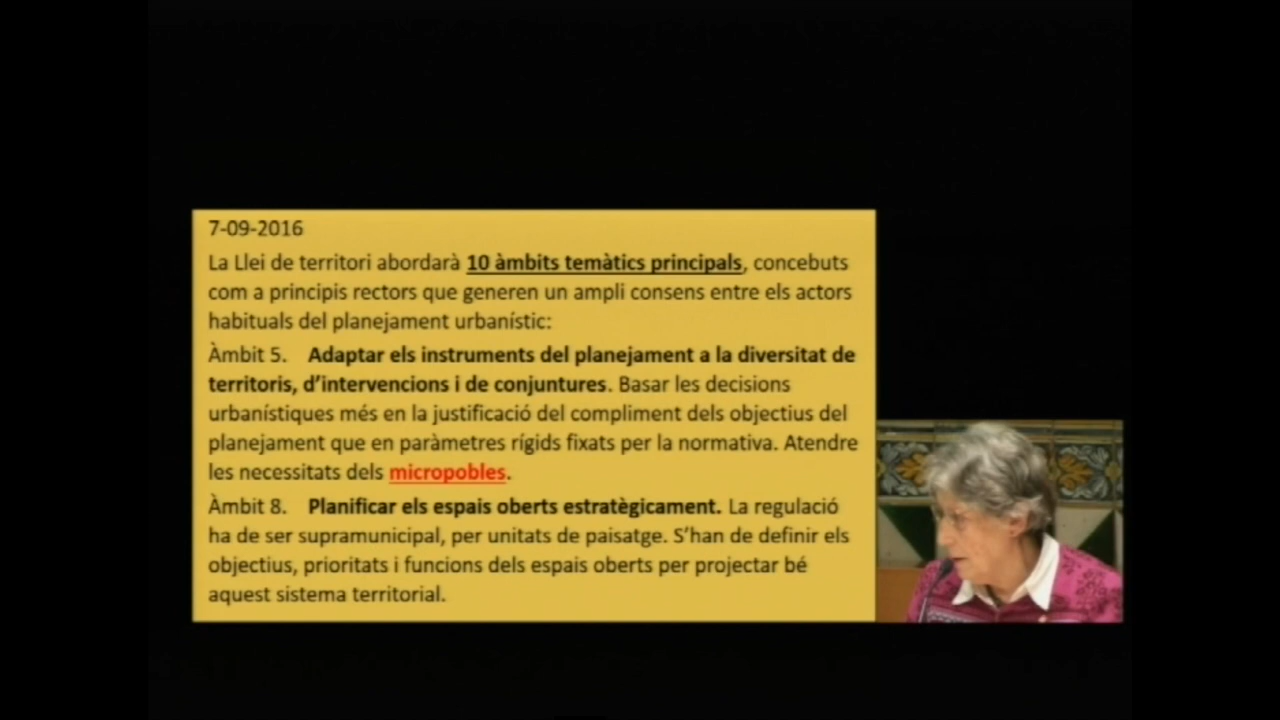 7-09-2016
La Llei de territori abordarà 10 àmbits temàtics principals, concebuts
com a principis rectors que generen un ampli consens entre els actors
habituals del planejament urbanístic:
Àmbit 5. Adaptar els instruments del planejament a la diversitat de
territoris, d’intervencions i de conjuntures. Basar les decisions
urbanístiques més en la justificació del compliment dels objectius del
planejament que en paràmetres rígids fixats per la normativa. Atendre
les necessitats dels micropobles.
Àmbit 8. Planificar els espais oberts estratègicament. La regulació
ha de ser supramunicipal, per unitats de paisatge. S’han de definir els
objectius, prioritats i funcions dels espais oberts per projectar bé
aquest sistema territorial.